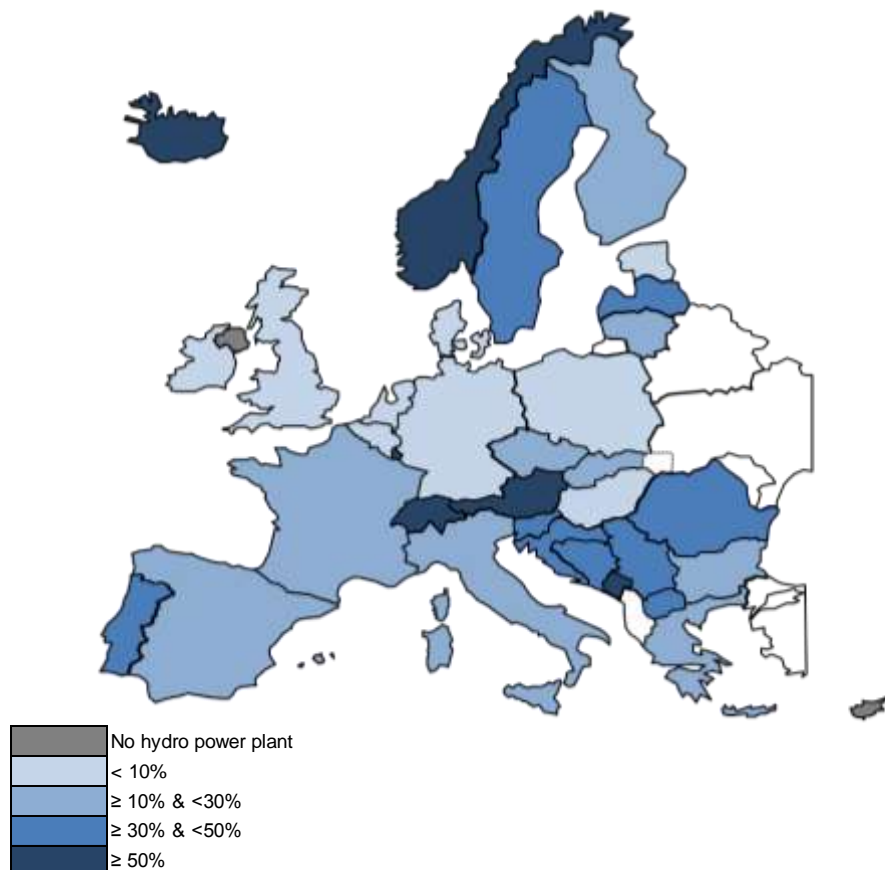 No hydro power plant
< 10%
≥ 10% & <30%
≥ 30% & <50%
≥ 50%